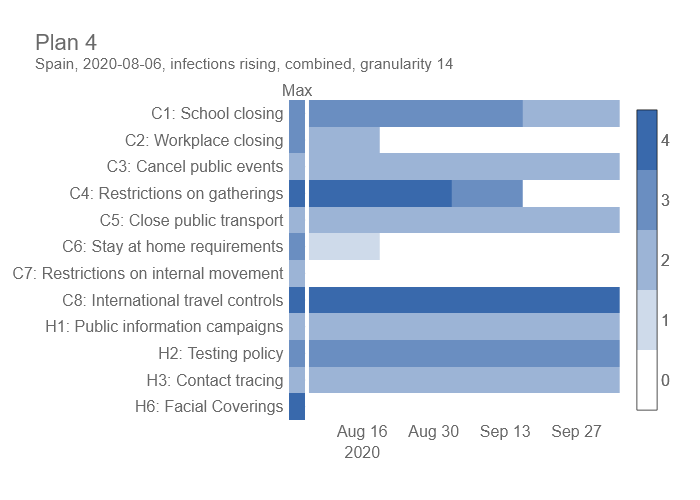 Plan 4
Spain, 2020-08-06, infections rising, combined, granularity 14
Max
C1: School closing
C2: Workplace closing
C3: Cancel public events
C4: Restrictions on gatherings
C5: Close public transport
C6: Stay at home requirements
C7: Restrictions on internal movement
C8: International travel controls
H1: Public information campaigns
H2: Testing policy
H3: Contact tracing
H6: Facial Coverings
4
3
2
1
0
Aug 16 Aug 30 Sep 13 Sep 27
2020